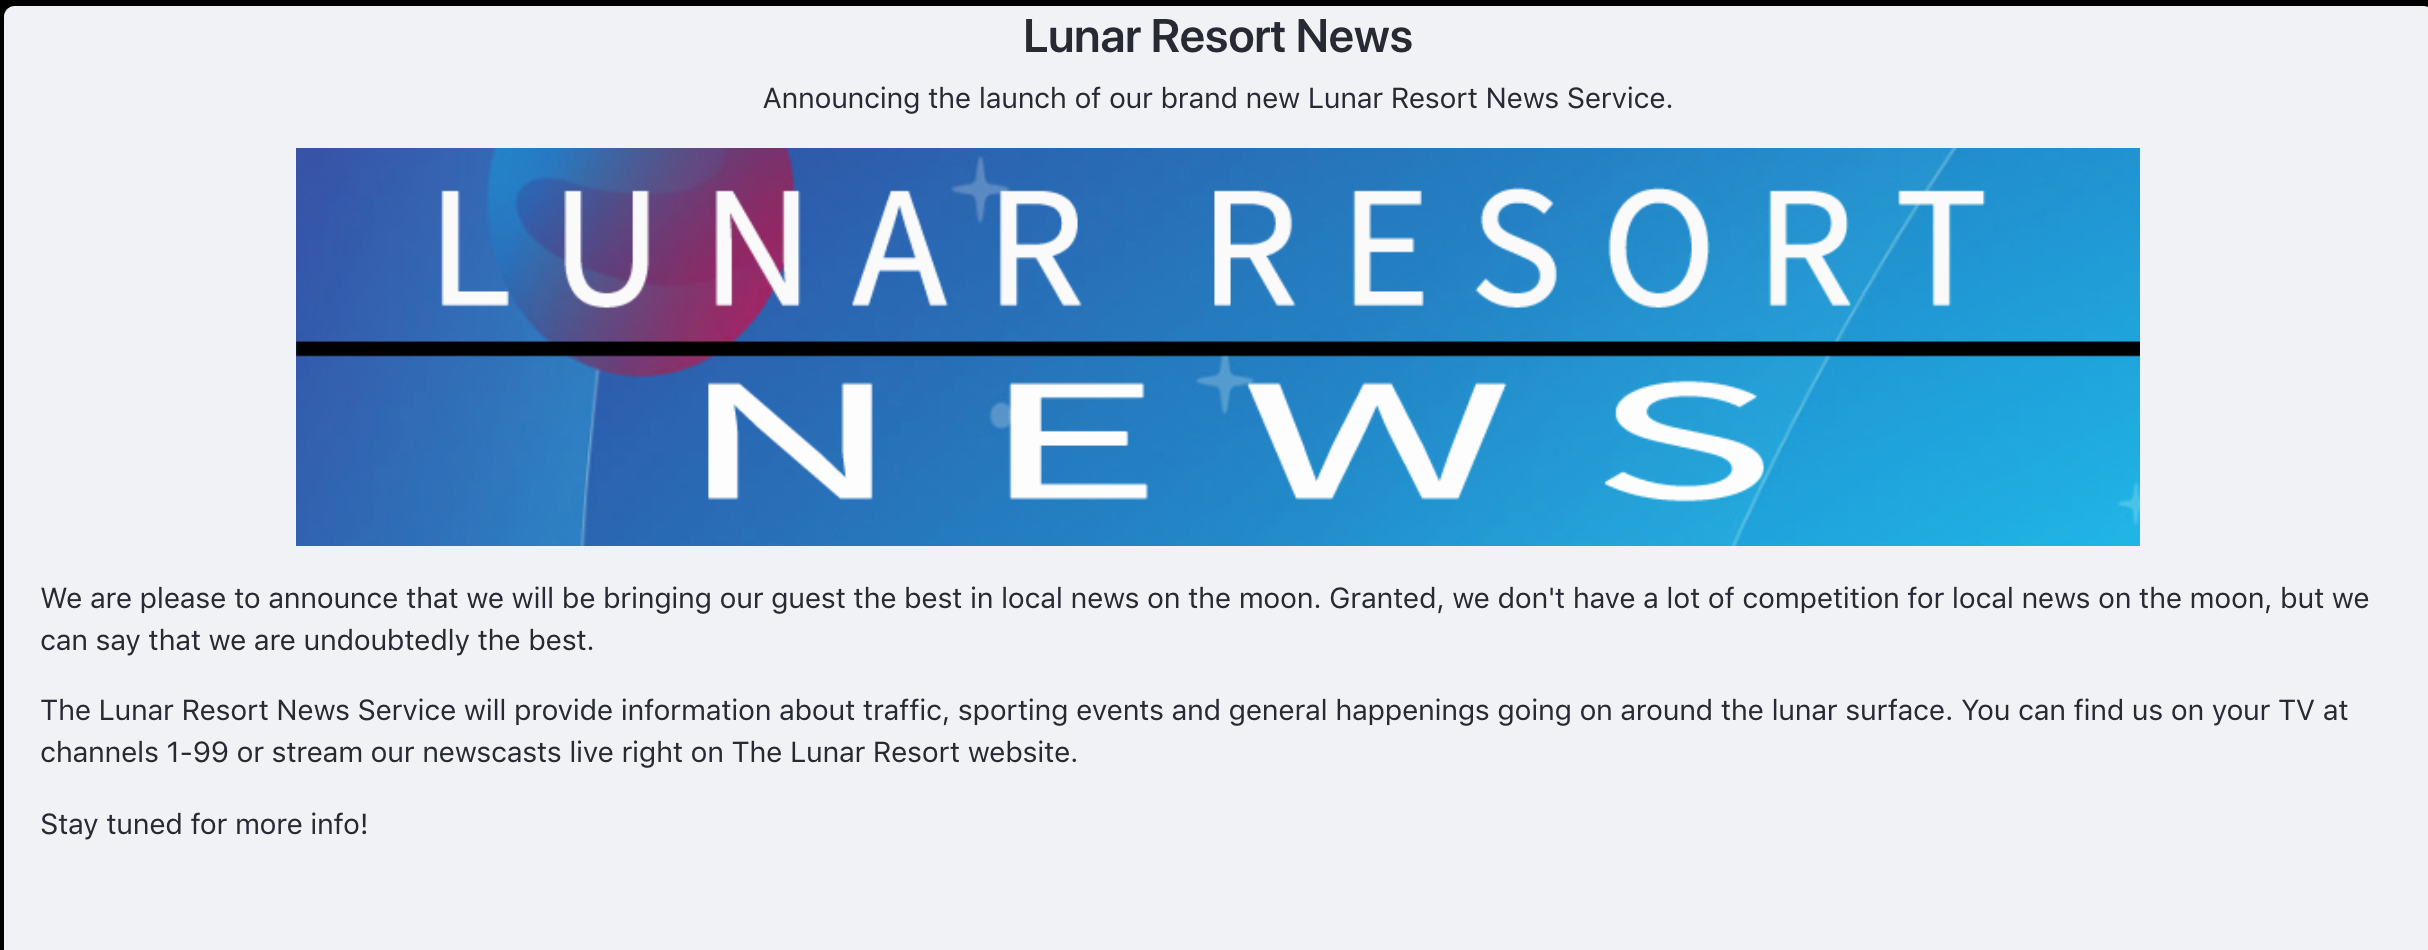 Lunar Resort News
Announcing the launch of our brand new Lunar Resort News Service.
LUNAR RESORT
NEWS
We are please to announce that we will be bringing our guest the best in local news on the moon. Granted, we don't have a lot of competition for local news on the moon, but we
can say that we are undoubtedly the best.
The Lunar Resort News Service will provide information about traffic, sporting events and general happenings going on around the lunar surface. You can find us on your TV at
channels 1-99 or stream our newscasts live right on The Lunar Resort website.
Stay tuned for more info!